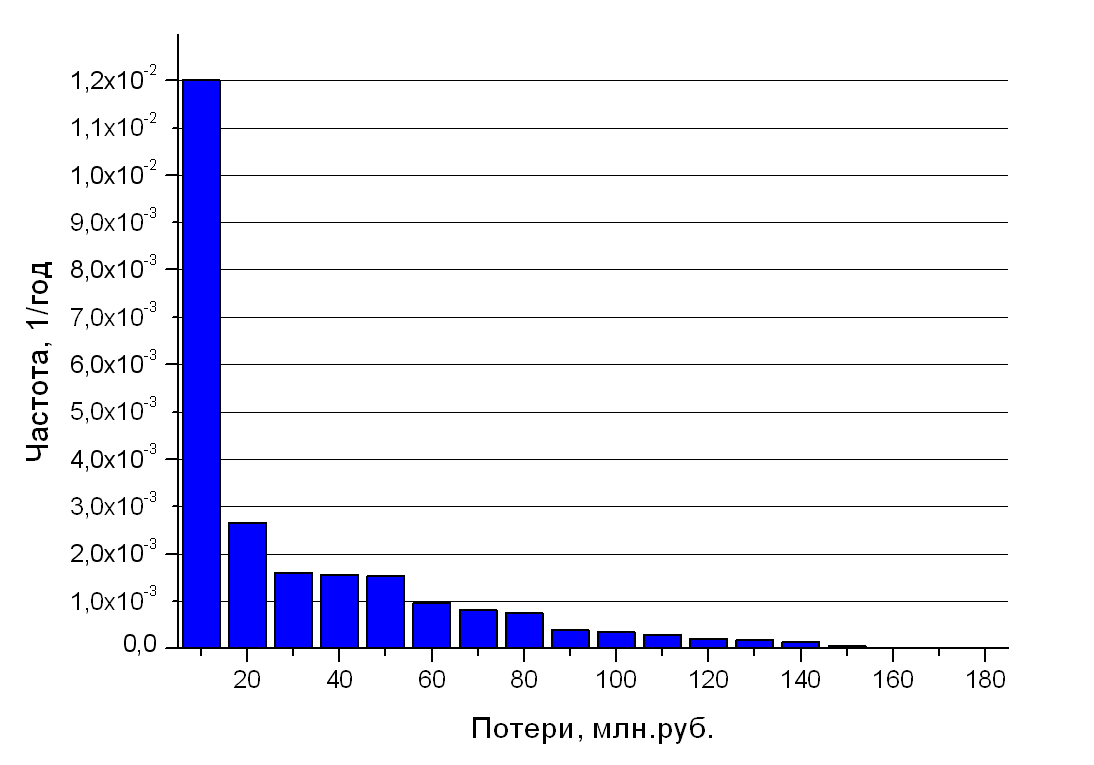 1,2x10⁻²
1,1x10⁻²
1,0x10⁻²
9,0x10⁻³
8,0x10⁻³
7,0x10⁻³
6,0x10⁻³
5,0x10⁻³
4,0x10⁻³
3,0x10⁻³
2,0x10⁻³
1,0x10⁻³
0,0
Частота, 1/год
20 40 60 80 100 120 140 160 180
Потери, млн.руб.